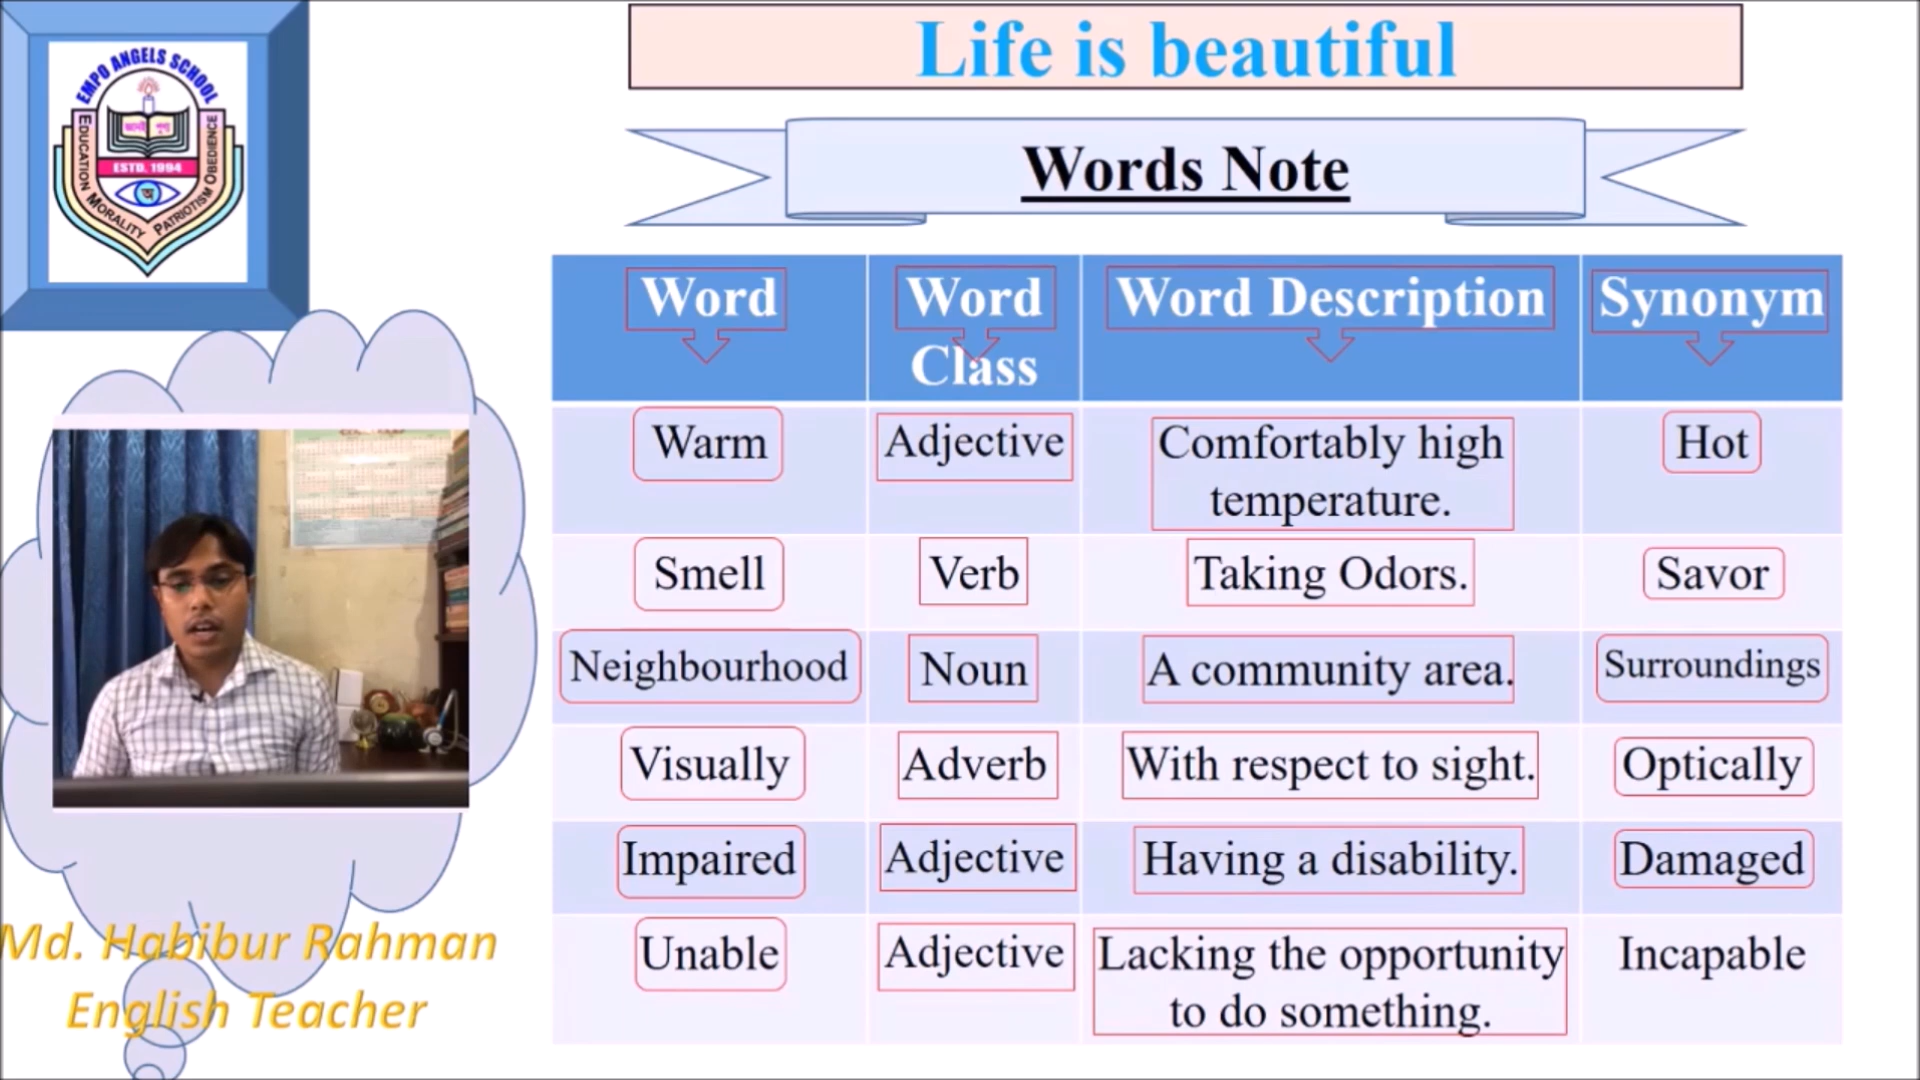 EMPO ANGELS SCHOOL
ESTD. 1994
EDUCATION MORALITY PATRIOTISM OBEDIENCE
অ
Life is beautiful
Words Note
Word Word Class Word Description Synonym
Warm Adjective Comfortably high temperature. Hot
Smell Verb Taking Odors. Savor
Neighbourhood Noun A community area. Surroundings
Visually Adverb With respect to sight. Optically
Impaired Adjective Having a disability. Damaged
Unable Adjective Lacking the opportunity to do something. Incapable
Md. Habibur Rahman
English Teacher